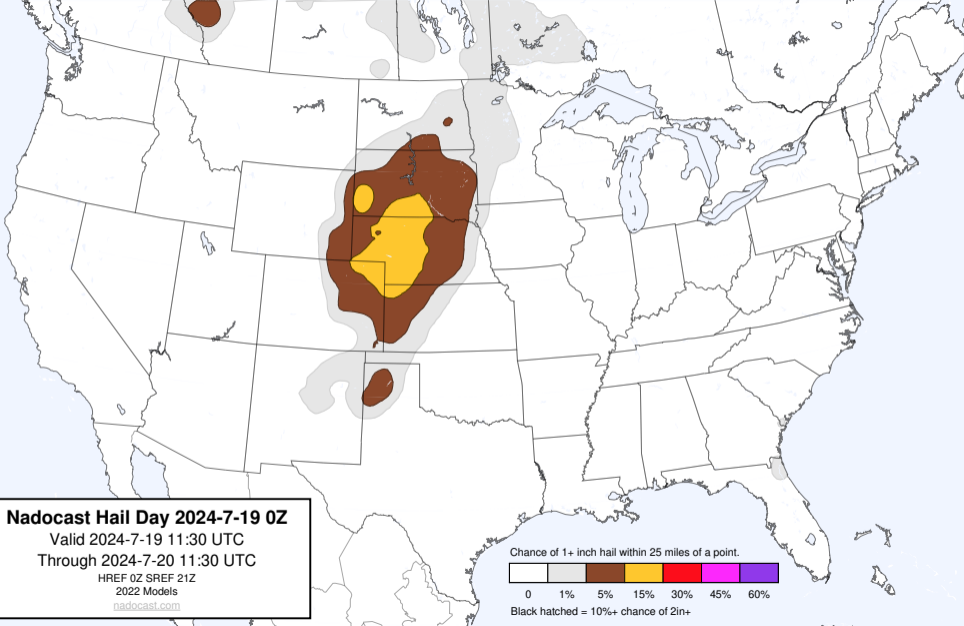 Nadocast Hail Day 2024-7-19 0Z
Valid 2024-7-19 11:30 UTC
Through 2024-7-20 11:30 UTC
HREF 0Z SREF 21Z
2022 Models
nadocast.com
Chance of 1+ inch hail within 25 miles of a point.
0 1% 5% 15% 30% 45% 60%
Black hatched = 10%+ chance of 2in+